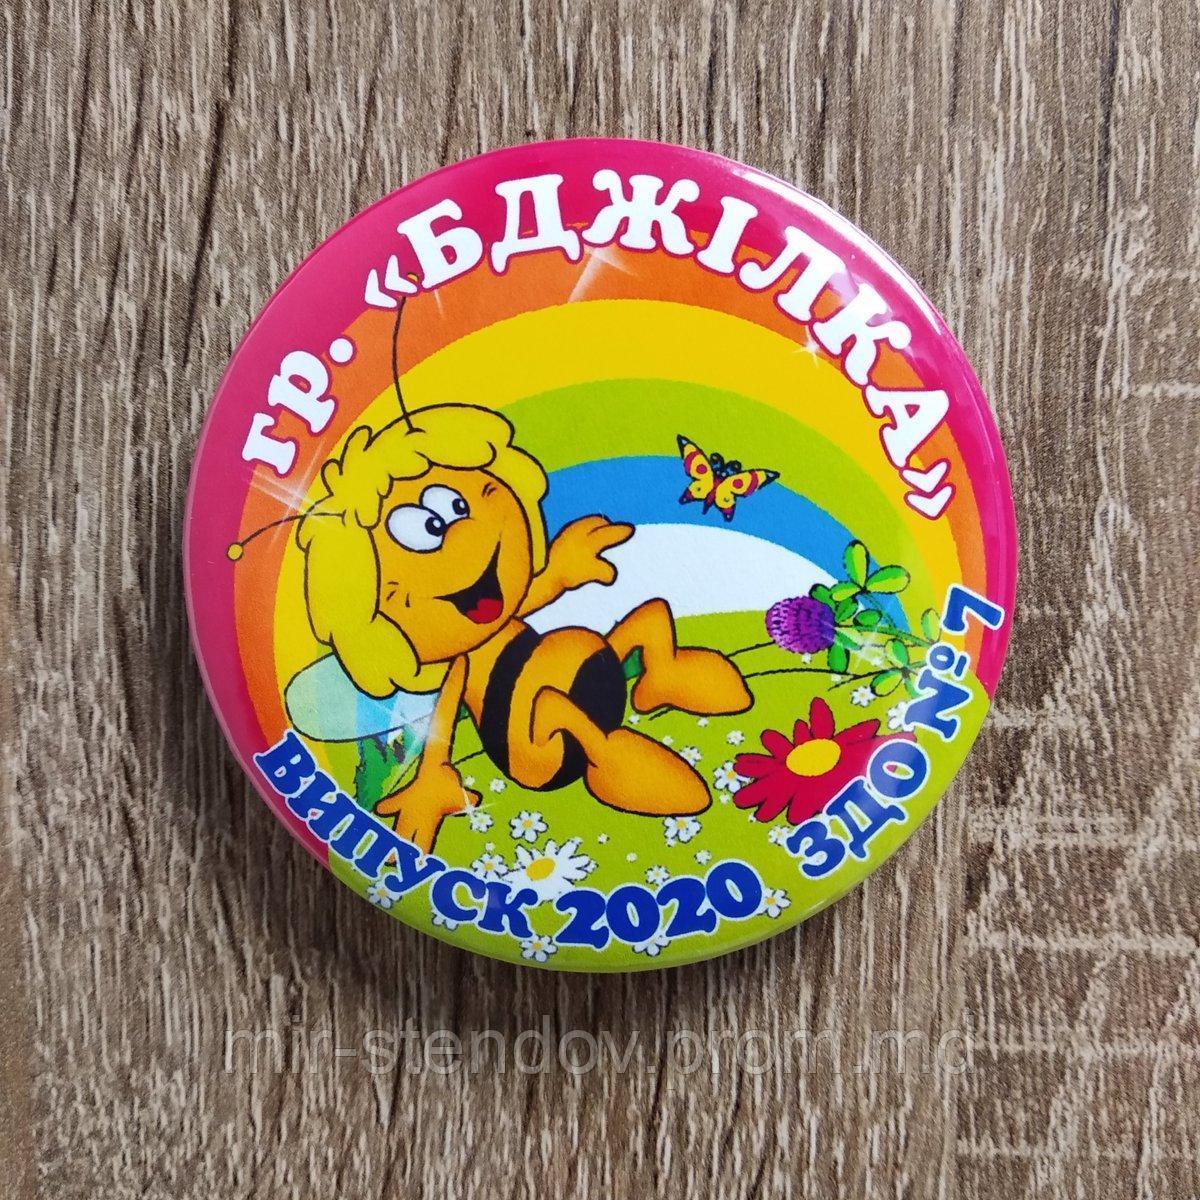 гр. «БДЖІЛКА»
ВИПУСК 2020 ЗДО №7
mir-stendov.prom.md